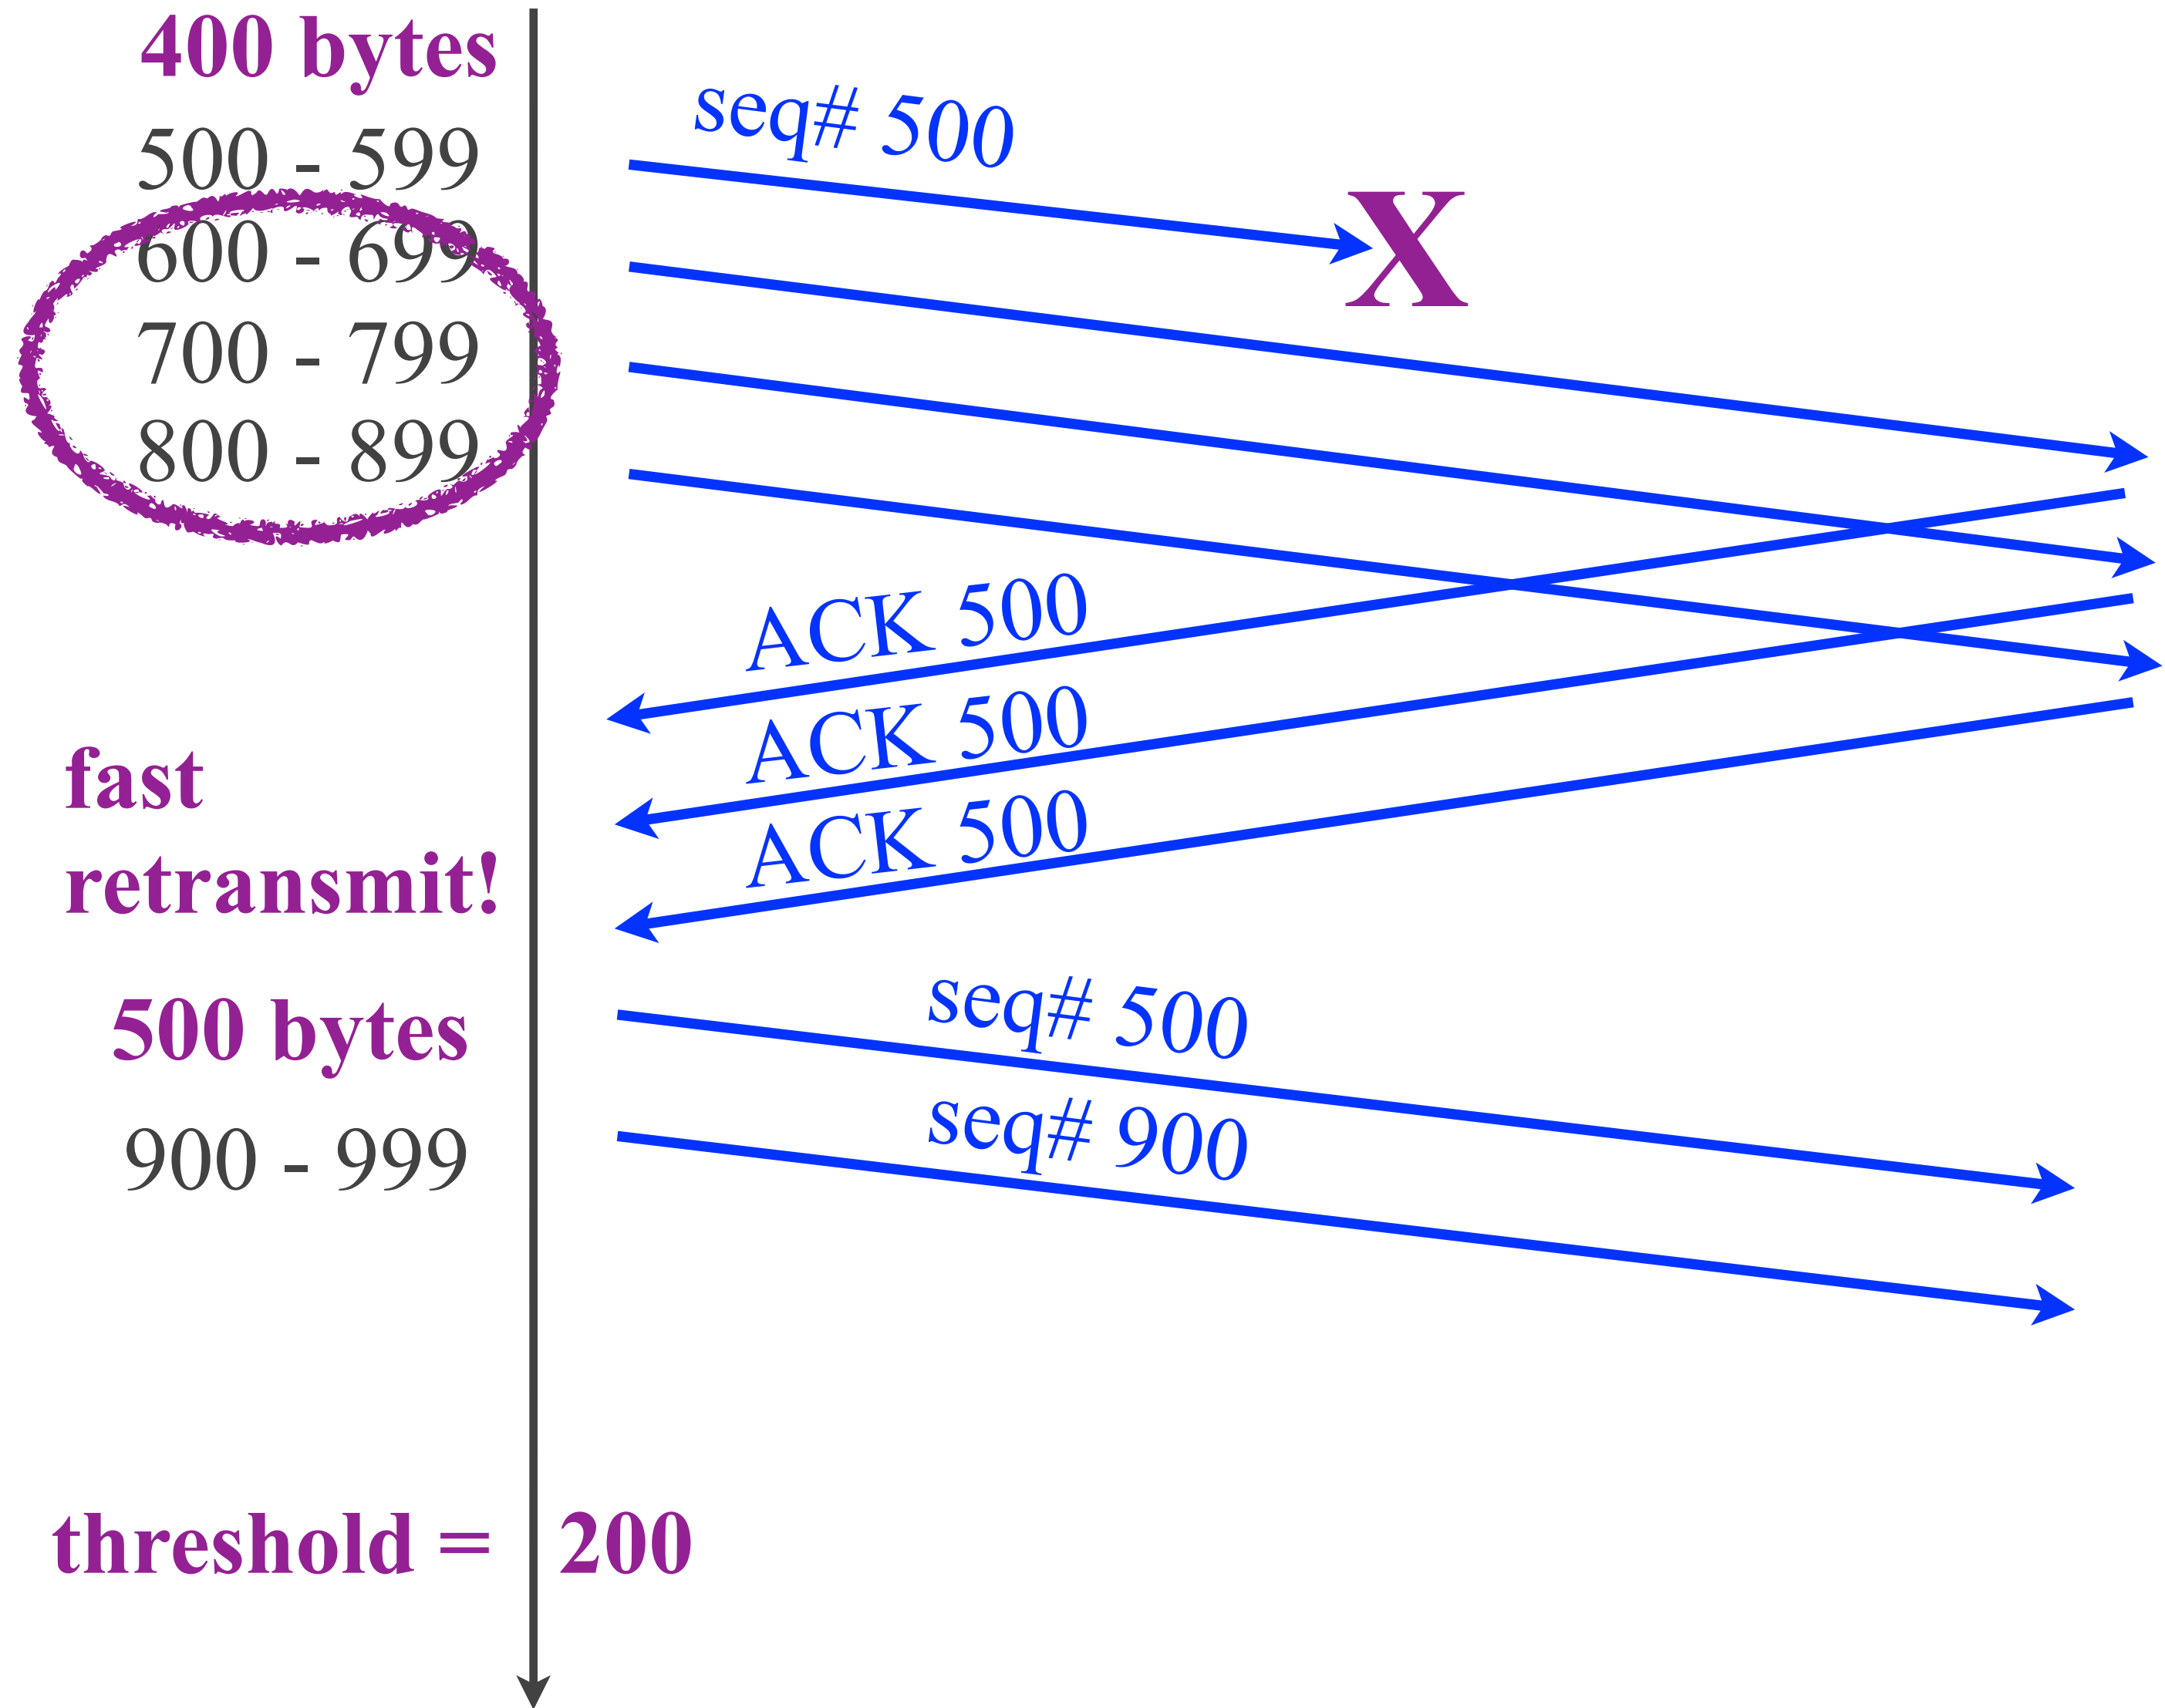 400 bytes
seq# 500
500 - 599
X
600 - 699
700 - 799
800 - 899
ACK 500
ACK 500
fast
ACK 500
retransmit!
seq# 500
500 bytes
seq# 900
900 - 999
threshold = 200